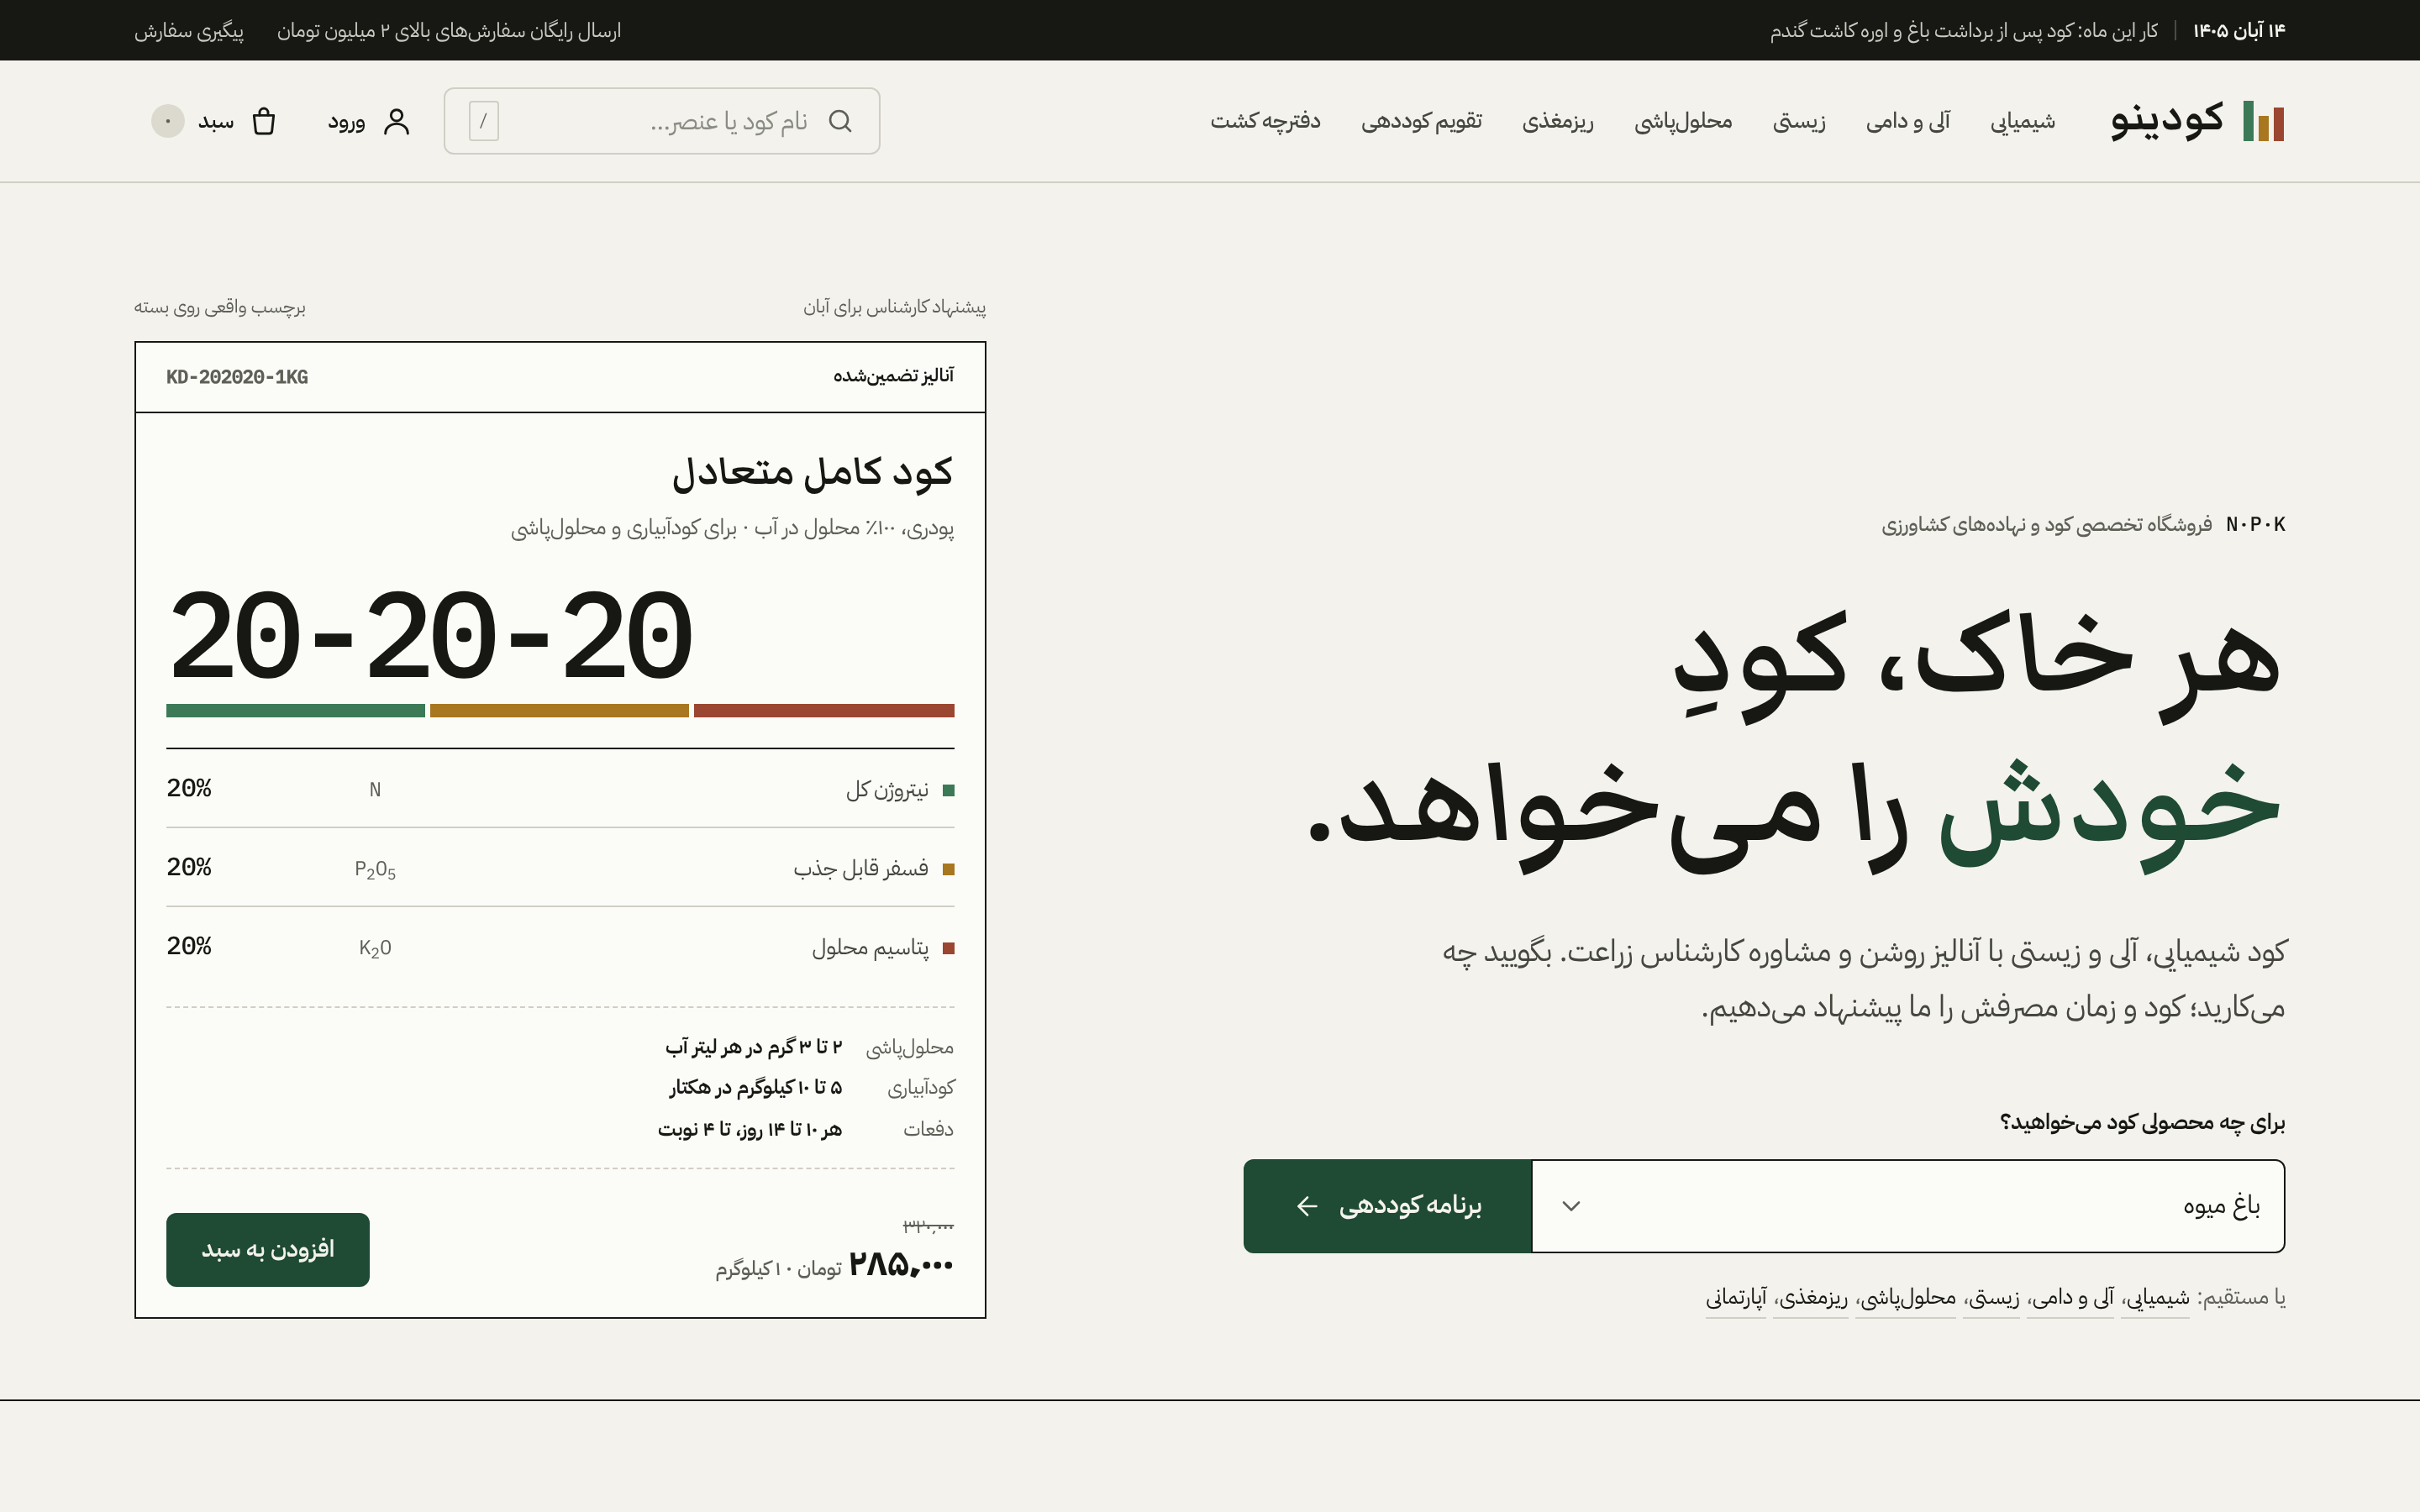 ۱۴ آبان ۱۴۰۵ | کار این ماه: کود پس از برداشت باغ و اوره کاشت گندم
ارسال رایگان سفارش‌های بالای ۲ میلیون تومان
پیگیری سفارش
کودینو
شیمیایی
آلی و دامی
زیستی
محلول‌پاشی
ریزمغذی
تقویم کوددهی
دفترچه کشت
نام کود یا عنصر...
/
ورود
سبد
۰
N·P·K فروشگاه تخصصی کود و نهاده‌های کشاورزی
هر خاک، کودِ
خودش را می‌خواهد.
کود شیمیایی، آلی و زیستی با آنالیز روشن و مشاوره کارشناس زراعت. بگویید چه
می‌کارید؛ کود و زمان مصرفش را ما پیشنهاد می‌دهیم.
برای چه محصولی کود می‌خواهید؟
باغ میوه
برنامه کوددهی ←
یا مستقیم: شیمیایی، آلی و دامی، زیستی، محلول‌پاشی، ریزمغذی، آپارتمانی
پیشنهاد کارشناس برای آبان
برچسب واقعی روی بسته
آنالیز تضمین‌شده
KD-202020-1KG
کود کامل متعادل
پودری، ۱۰۰٪ محلول در آب · برای کودآبیاری و محلول‌پاشی
20-20-20
نیتروژن کل N 20%
فسفر قابل جذب P₂O₅ 20%
پتاسیم محلول K₂O 20%
محلول‌پاشی ۲ تا ۳ گرم در هر لیتر آب
کودآبیاری ۵ تا ۱۰ کیلوگرم در هکتار
دفعات هر ۱۰ تا ۱۴ روز، تا ۴ نوبت
۳۲۰٬۰۰۰
۲۸۵٬۰۰۰ تومان · ۱ کیلوگرم
افزودن به سبد